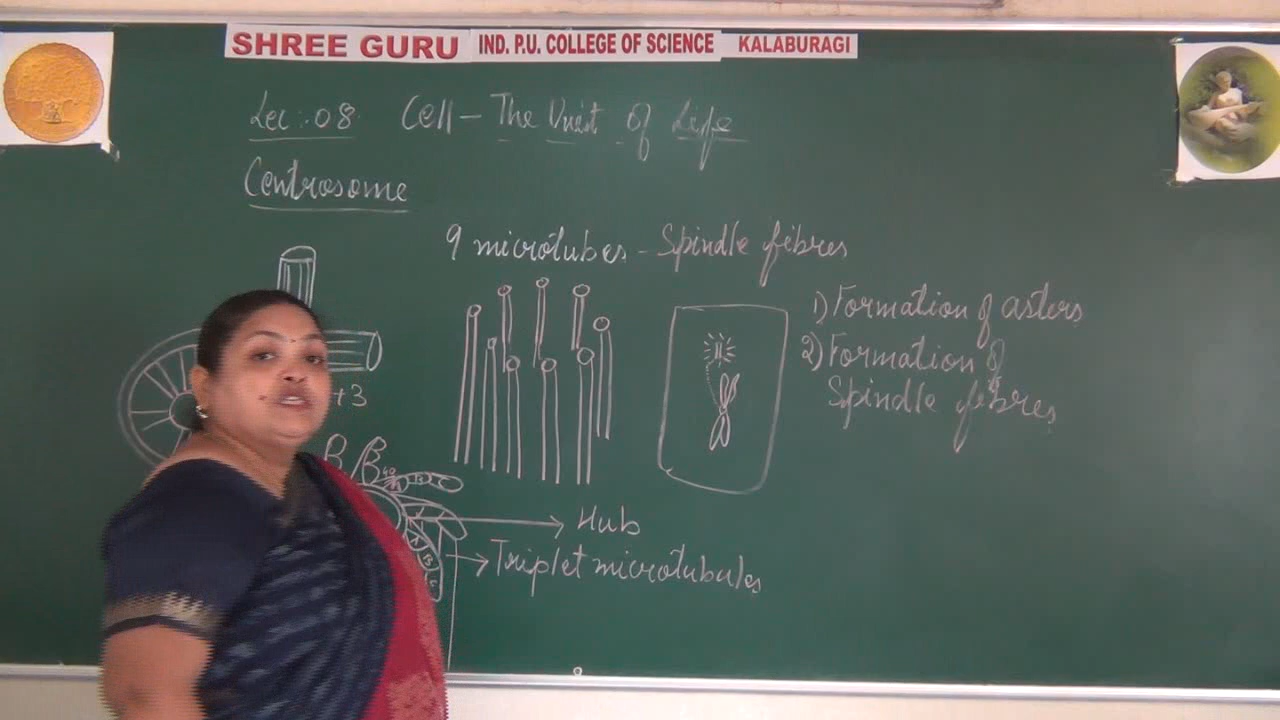 SHREE GURU IND. P.U. COLLEGE OF SCIENCE KALABURAGI
Lec:-08 Cell - The Unit of Life
Centrosome
9 microtubes - Spindle fibres
1) Formation of asters
2) Formation of
Spindle fibres
+3
Hub
Triplet microtubules